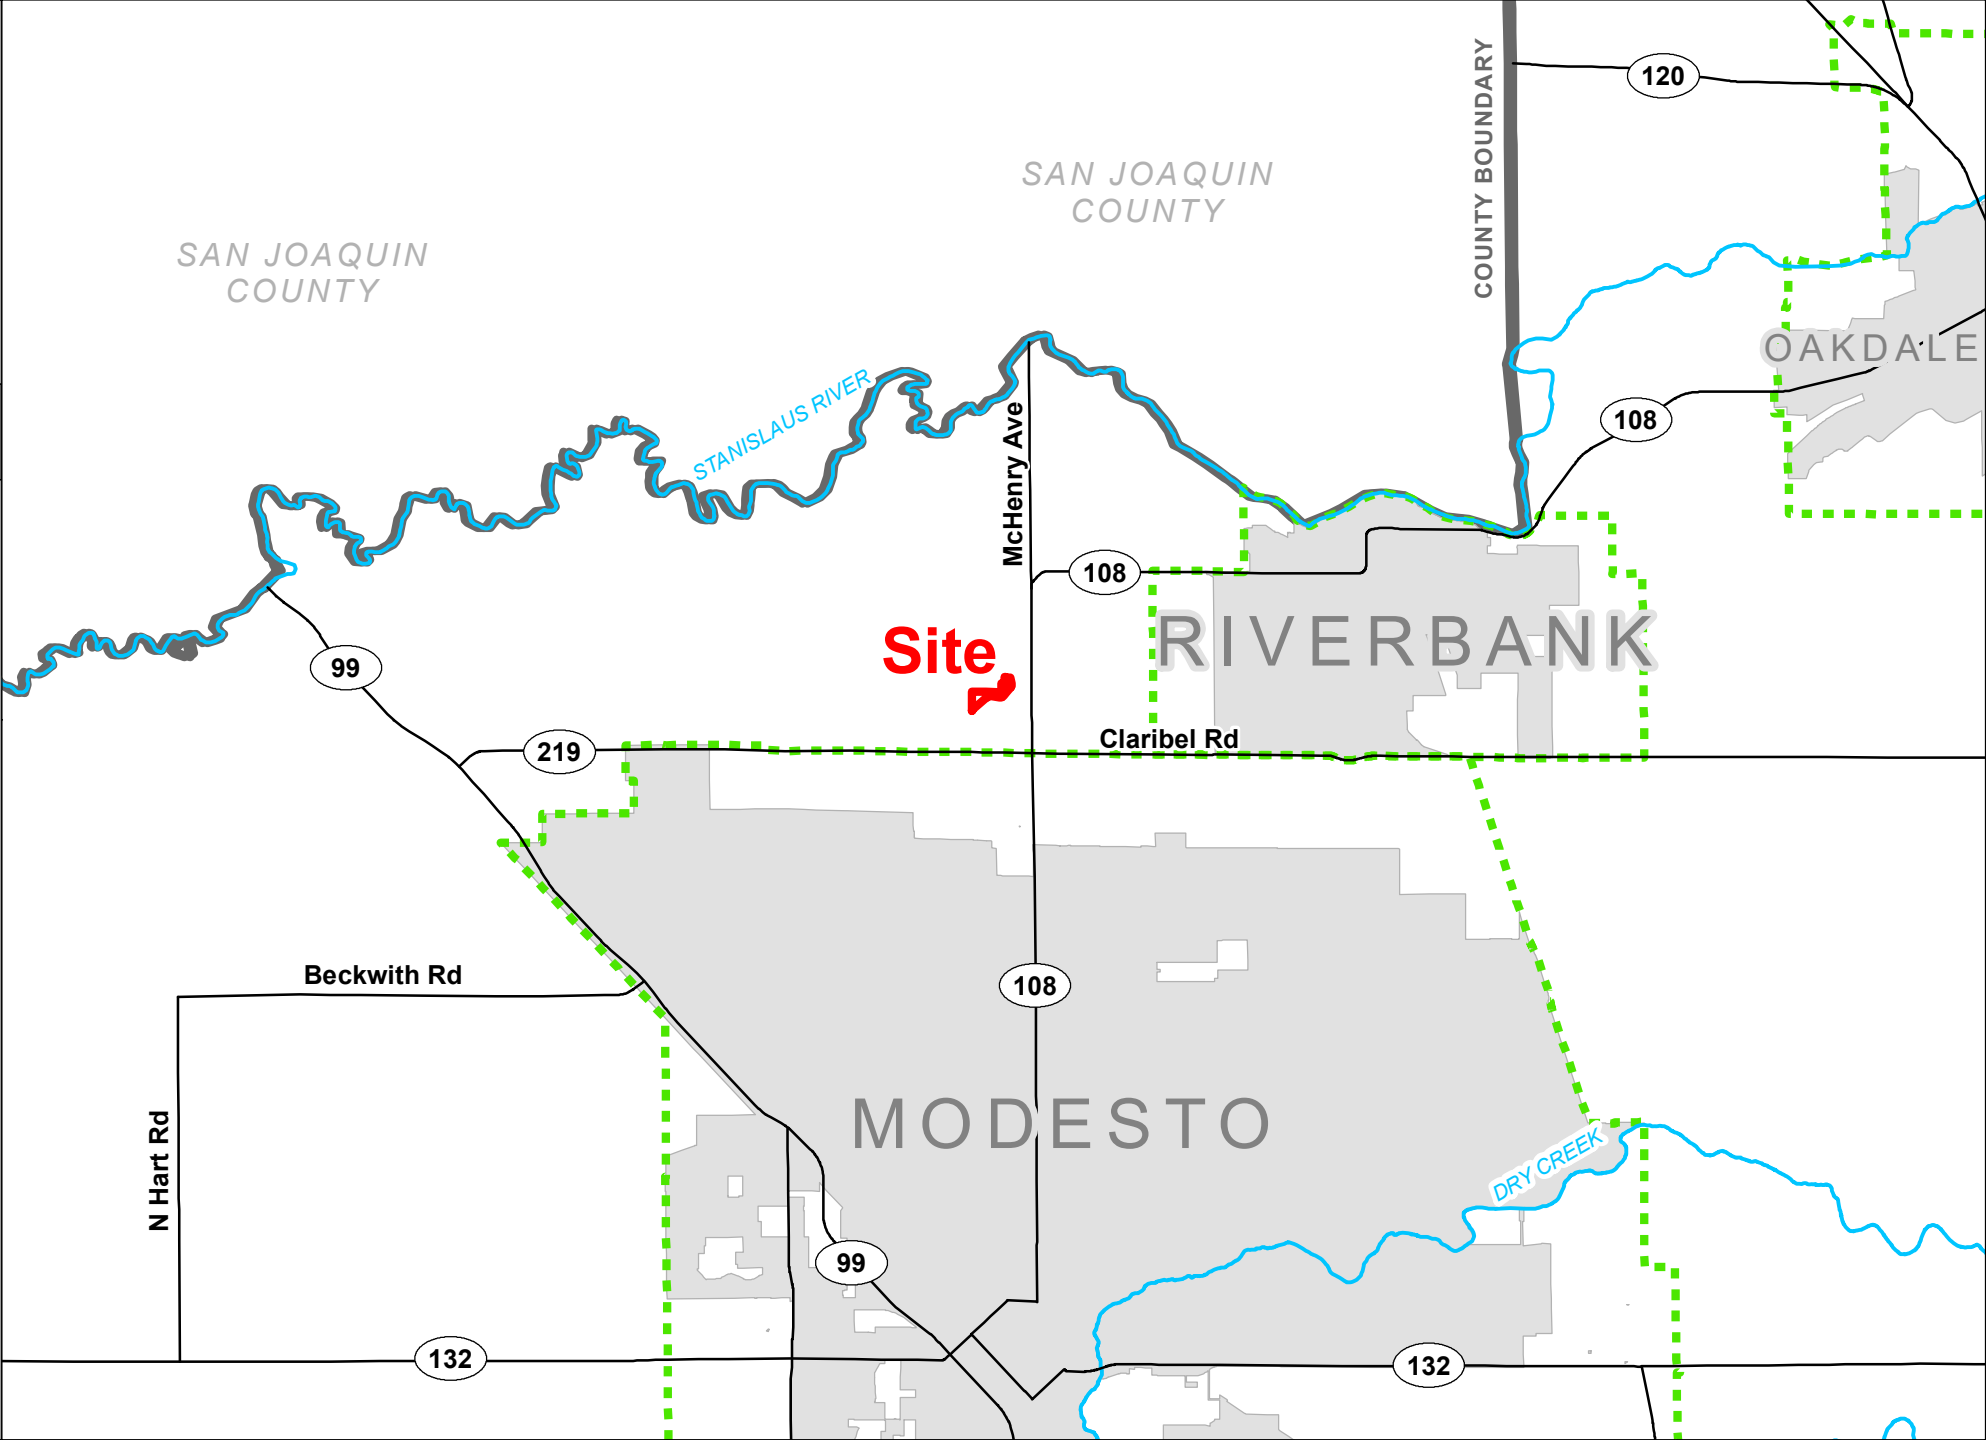 120
COUNTY BOUNDARY
SAN JOAQUIN
COUNTY
SAN JOAQUIN
COUNTY
OAKDALE
STANISLAUS RIVER
McHenry Ave
108
108
RIVERBANK
Site
99
219
Claribel Rd
Beckwith Rd
108
MODESTO
N Hart Rd
DRY CREEK
99
132
132